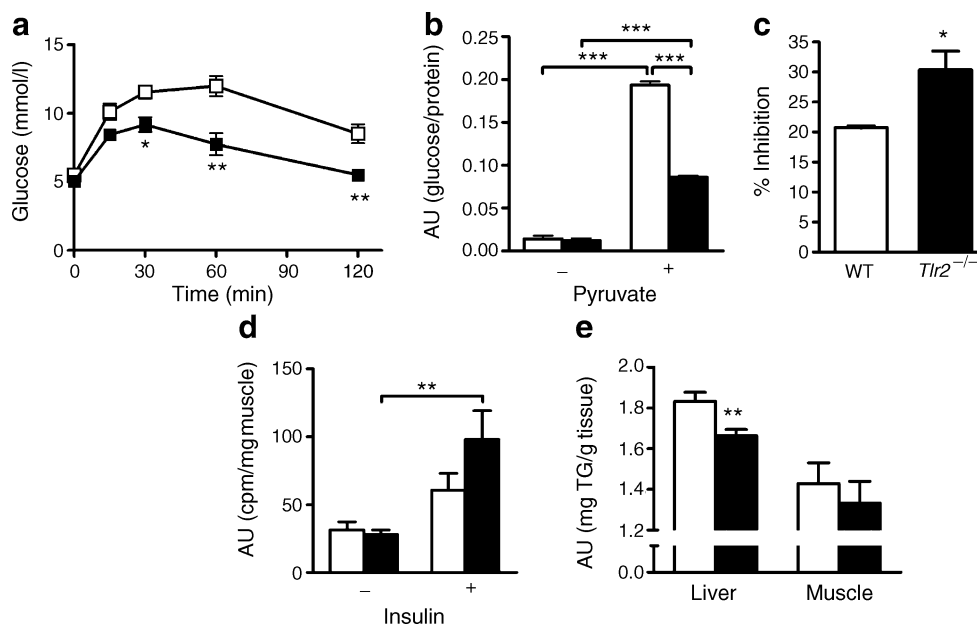 a
Glucose (mmol/l)
15
10
5
0
*
**
**
0 30 60 90 120
Time (min)
b
AU (glucose/protein)
0.25
0.20
0.15
0.10
0.05
0.00
***
*** ***
– +
Pyruvate
c
% Inhibition
35
30
25
20
15
10
5
0
*
WT Tlr2–/–
d
AU (cpm/mgmuscle)
150
100
50
0
**
– +
Insulin
e
AU (mg TG/g tissue)
2.0
1.8
1.6
1.4
1.2
0.0
**
Liver Muscle